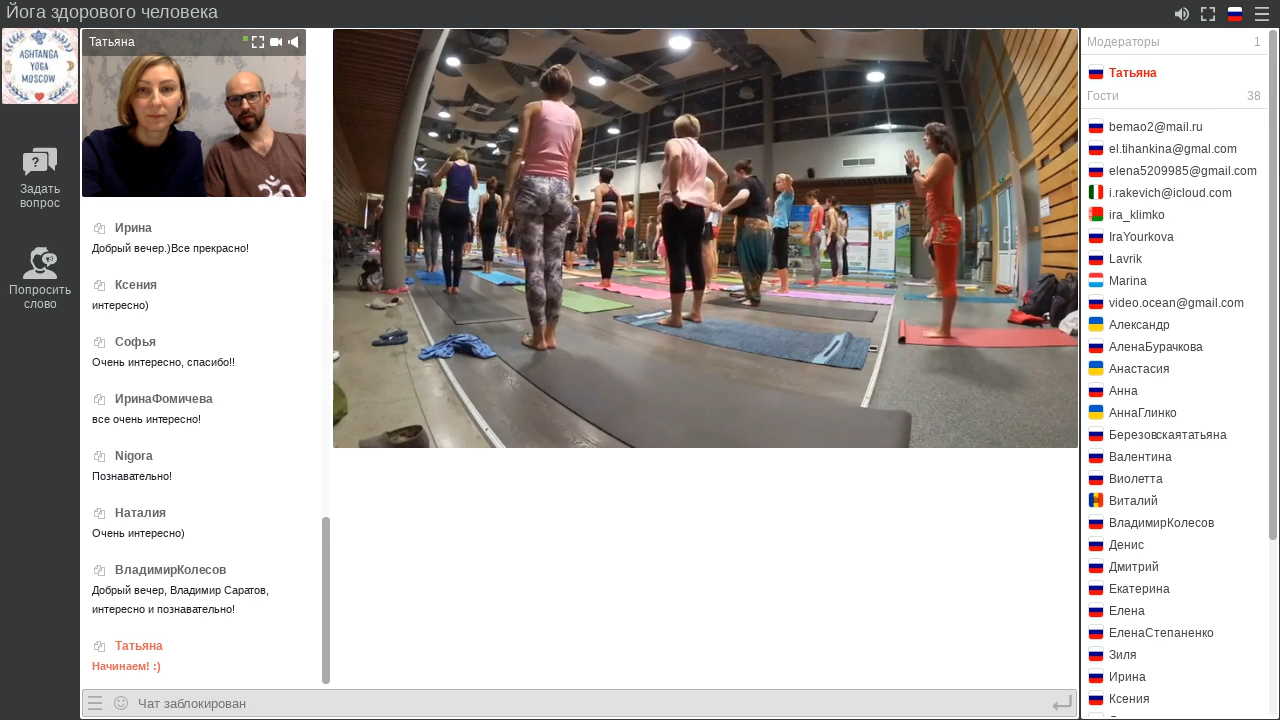 Йога здорового человека
ASHTANGA
YOGA
MOSCOW
Задать
вопрос
Попросить
слово
Татьяна
Ирина
Добрый вечер.)Все прекрасно!
Ксения
интересно)
Софья
Очень интересно, спасибо!!
ИринаФомичева
все очень интересно!
Nigora
Познавательно!
Наталия
Очень интересно)
ВладимирКолесов
Добрый вечер, Владимир Саратов,
интересно и познавательно!
Татьяна
Начинаем! :)
Чат заблокирован
Модераторы 1
Татьяна
Гости 38
bemao2@mail.ru
el.tihankina@gmal.com
elena5209985@gmail.com
i.rakevich@icloud.com
ira_klimko
IraYourkova
Lavrik
Marina
video.ocean@gmail.com
Александр
АленаБурачкова
Анастасия
Анна
АннаГлинко
Березовскаятатьяна
Валентина
Виолетта
Виталий
ВладимирКолесов
Денис
Дмитрий
Екатерина
Елена
ЕленаСтепаненко
зиля
Ирина
Ксения